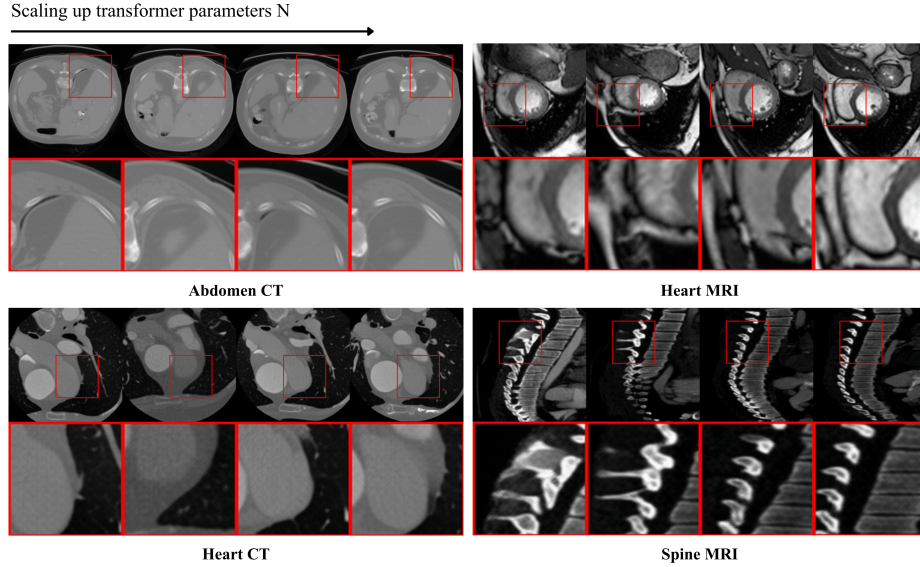 Scaling up transformer parameters N
Abdomen CT
Heart MRI
Heart CT
Spine MRI